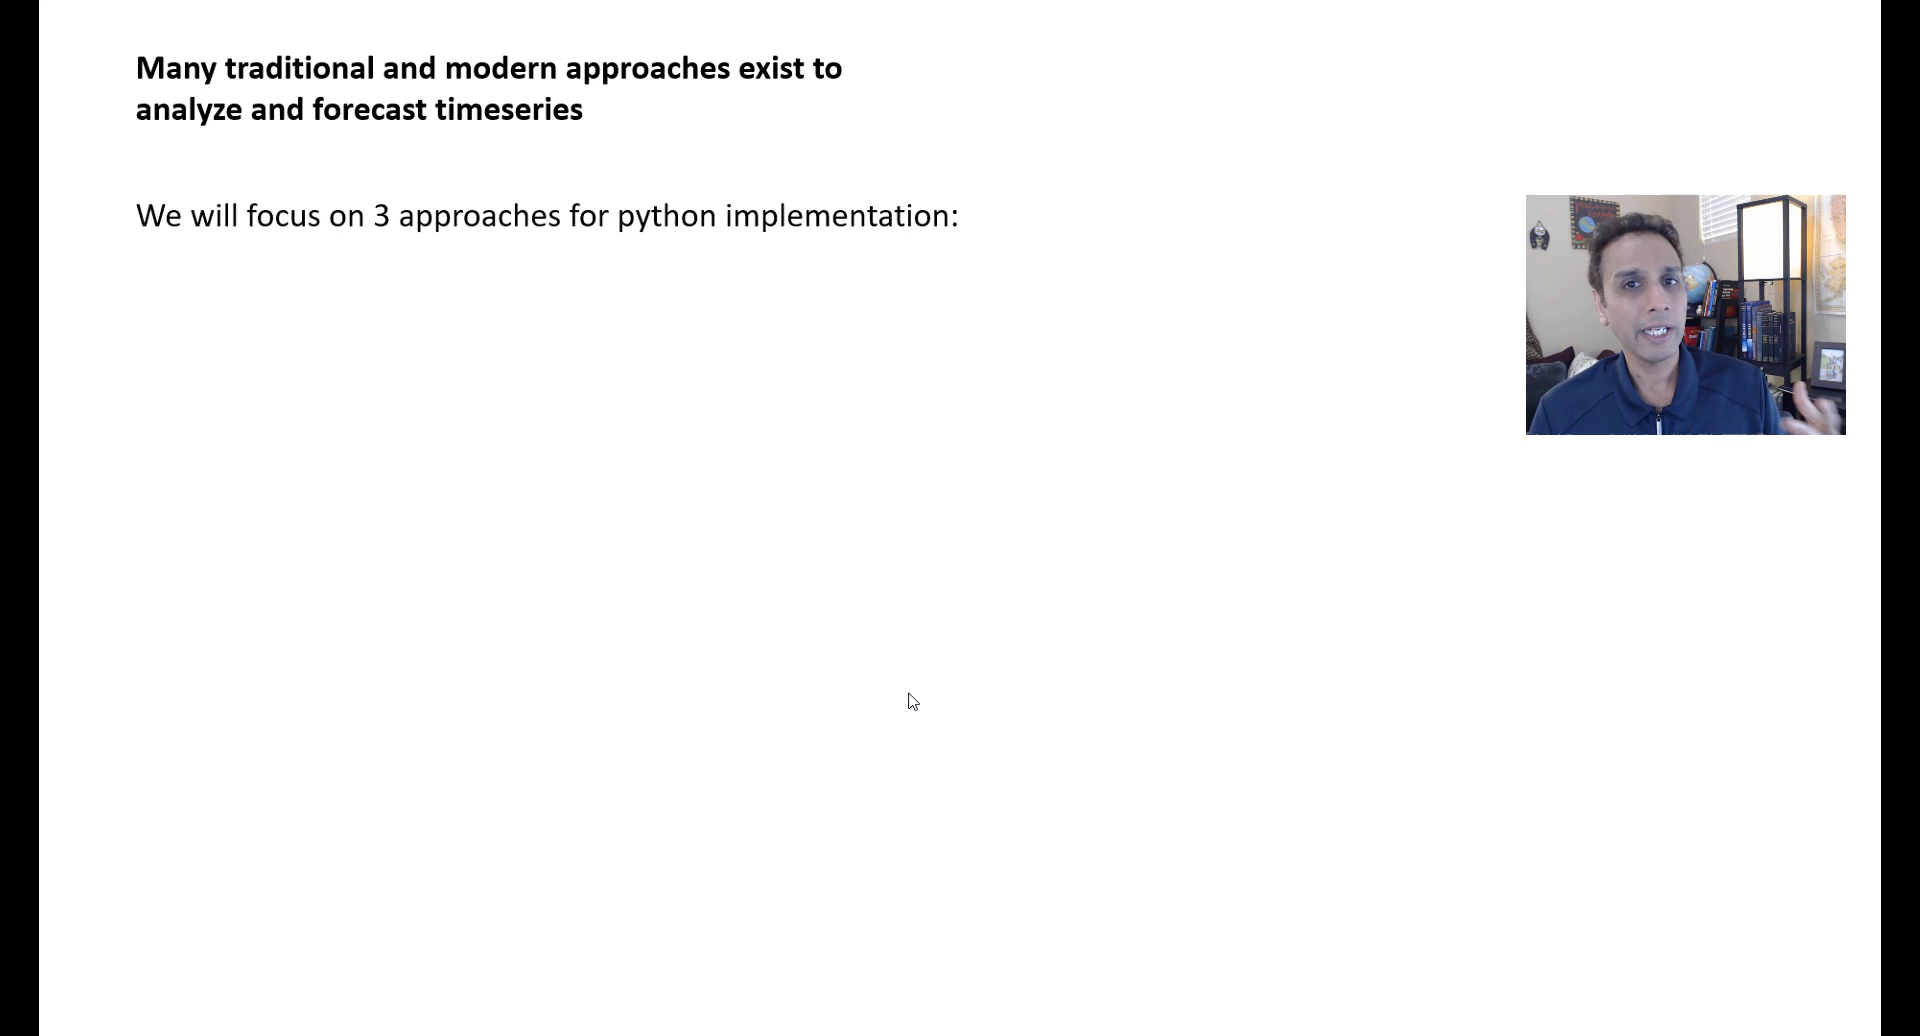 Many traditional and modern approaches exist to
analyze and forecast timeseries
We will focus on 3 approaches for python implementation: